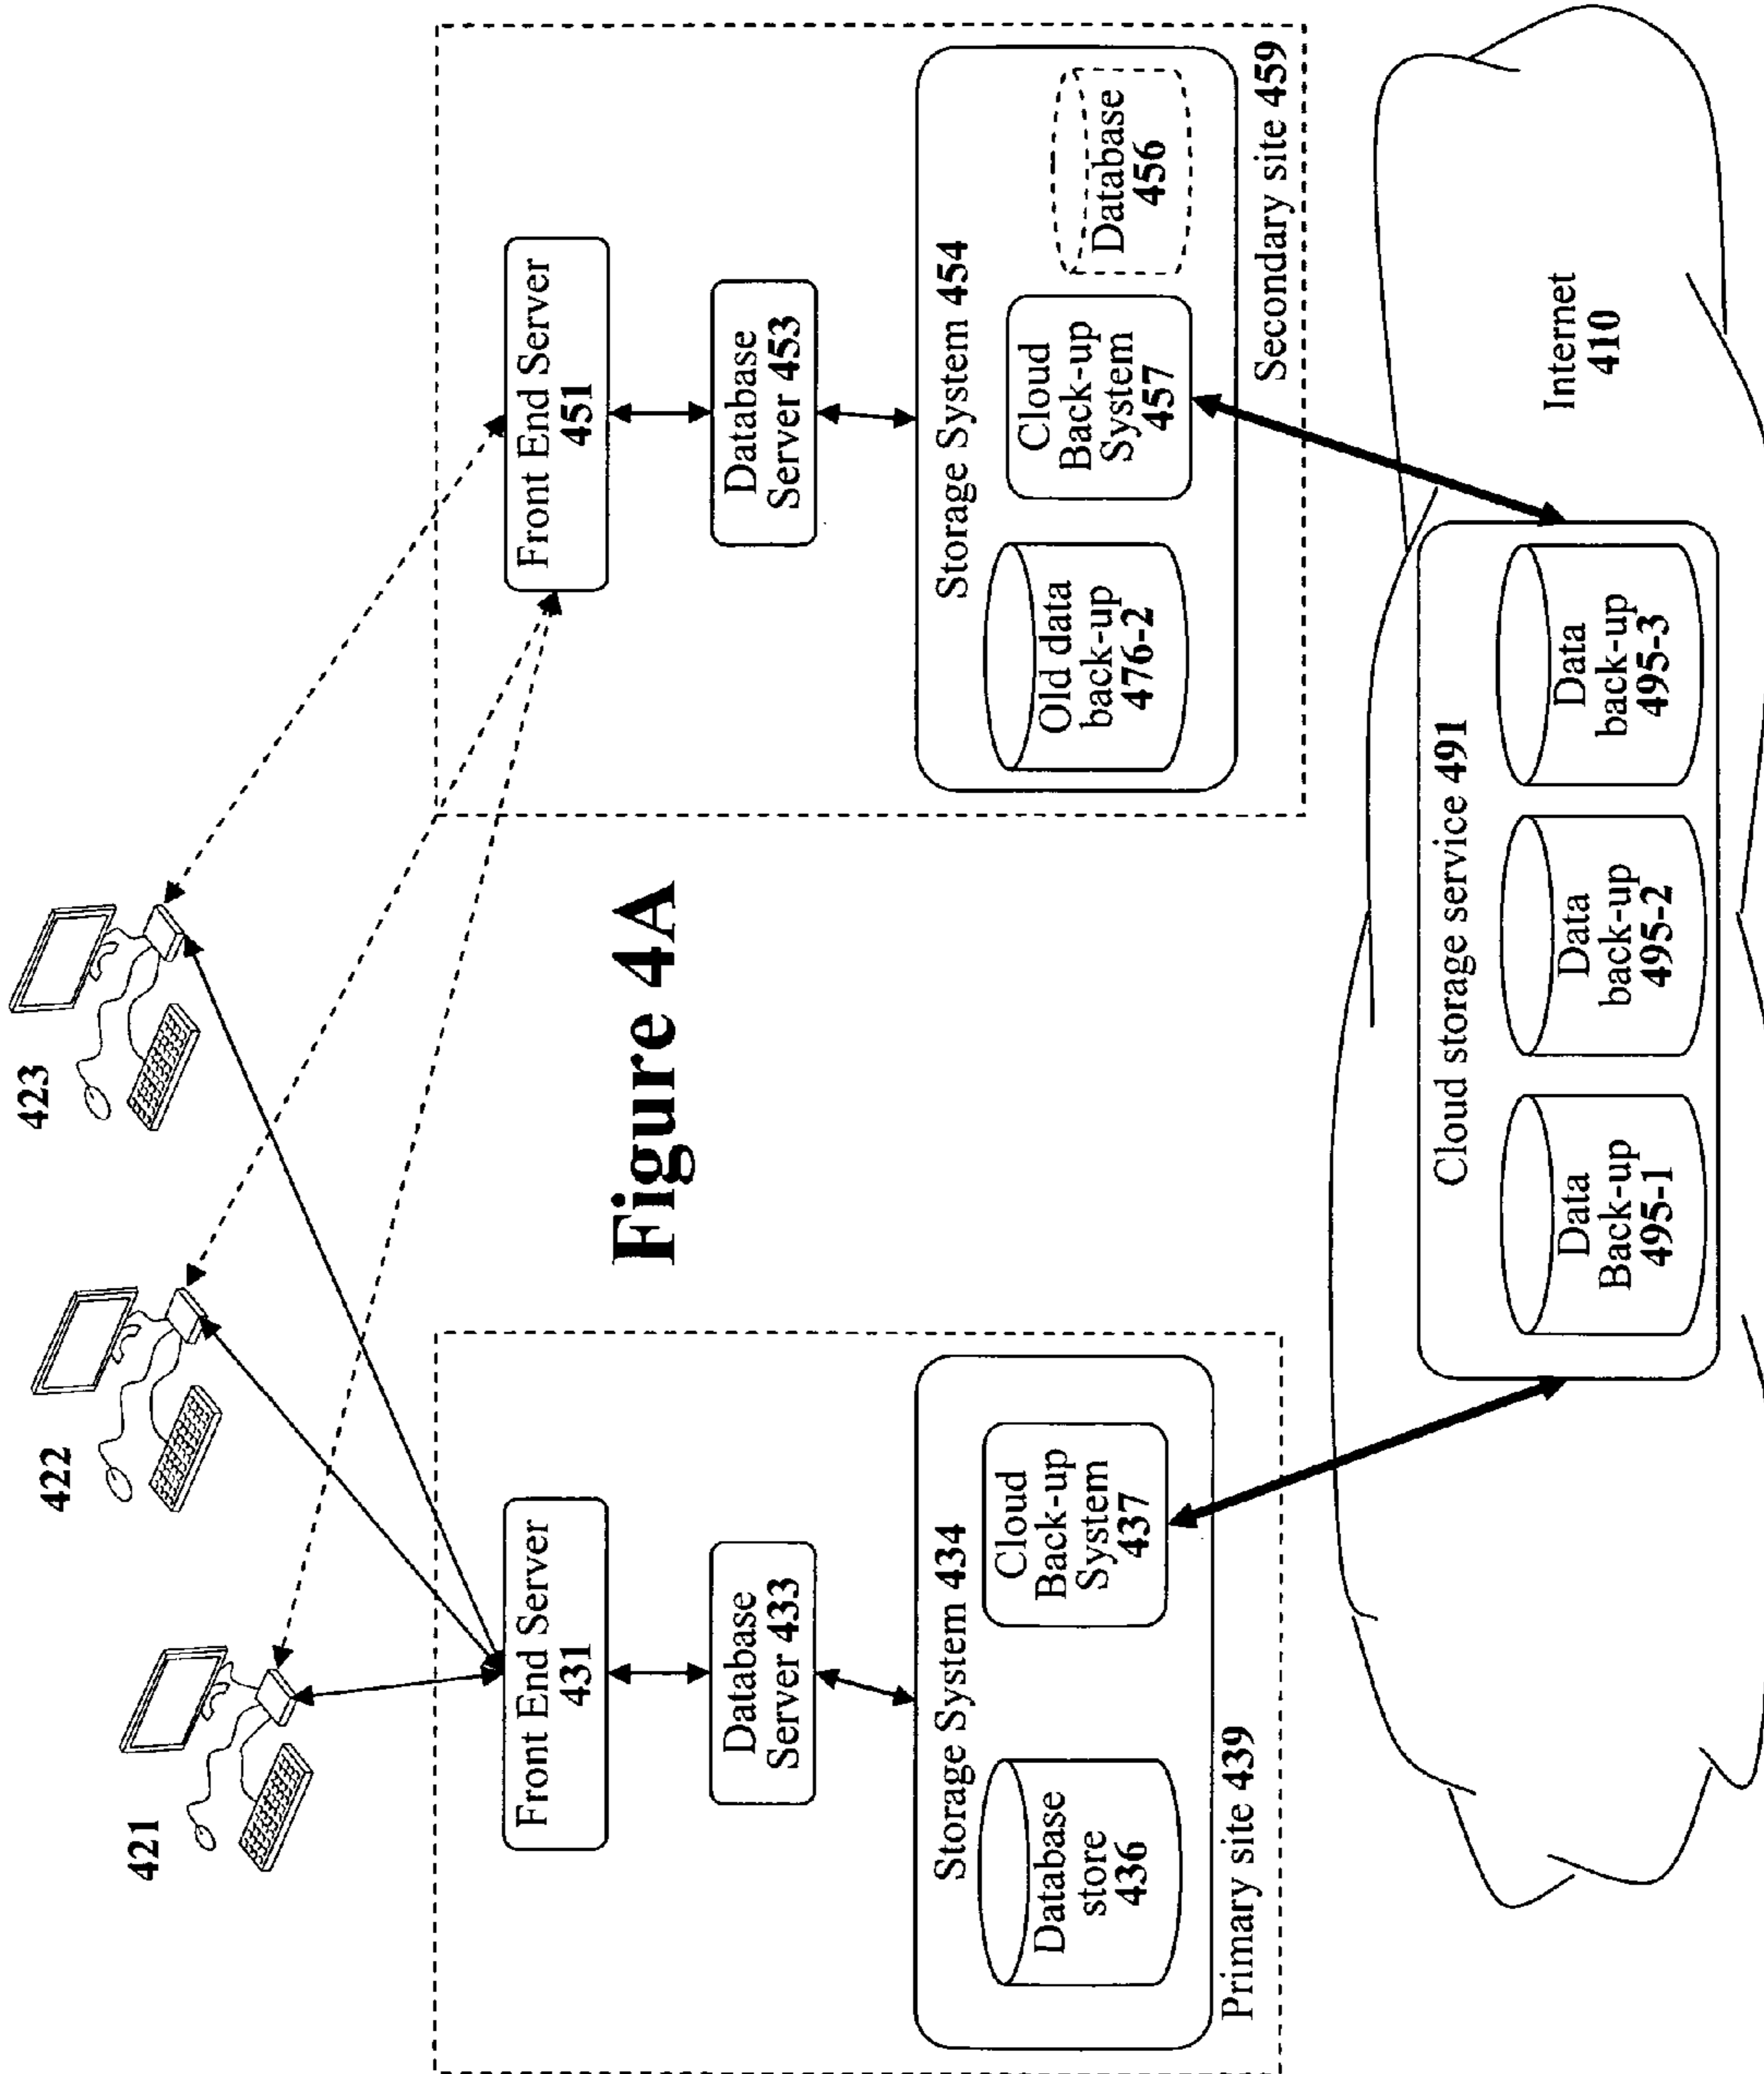 421
422
423
Front End Server
431
Database
Server 433
Storage System 434
Database
store
436
Cloud
Back-up
System
437
Primary site 439
Figure 4A
Front End Server
451
Database
Server 453
Storage System 454
Old data
back-up
476-2
Cloud
Back-up
System
457
Database
456
Secondary site 459
Cloud storage service 491
Data
Back-up
495-1
Data
back-up
495-2
Data
back-up
495-3
Internet
410